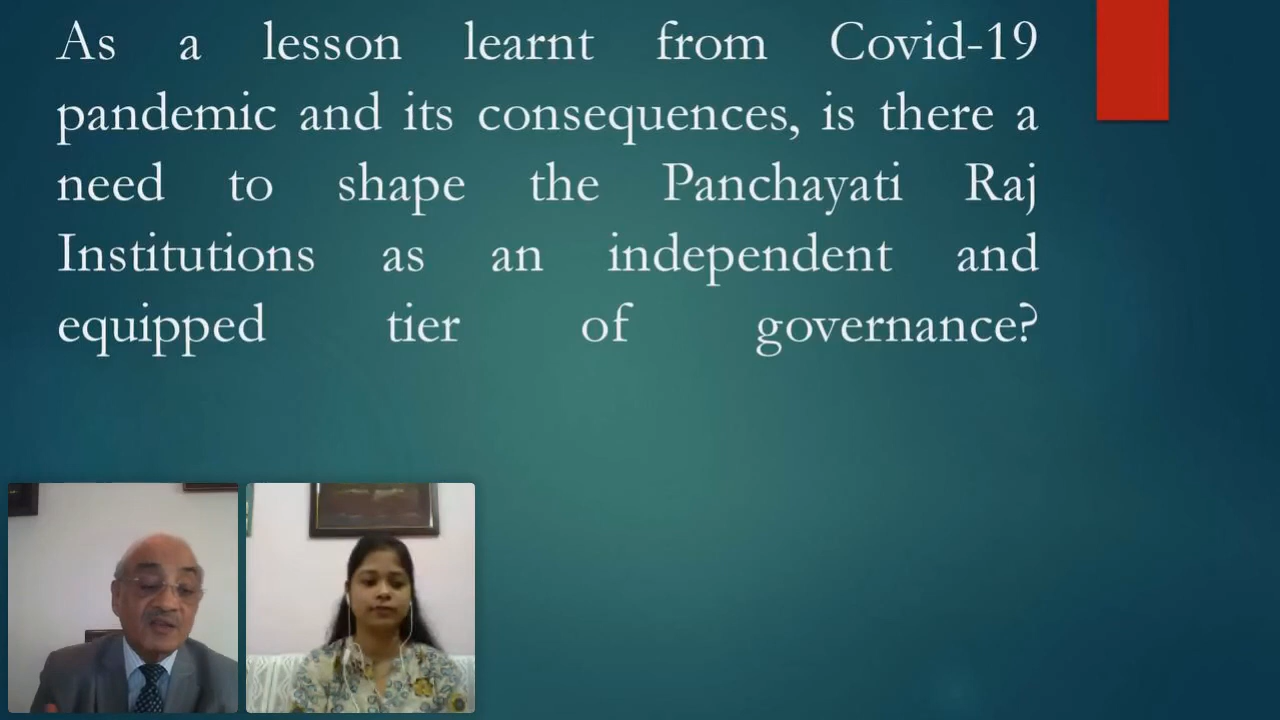 As a lesson learnt from Covid-19
pandemic and its consequences, is there a
need to shape the Panchayati Raj
Institutions as an independent and
equipped tier of governance?